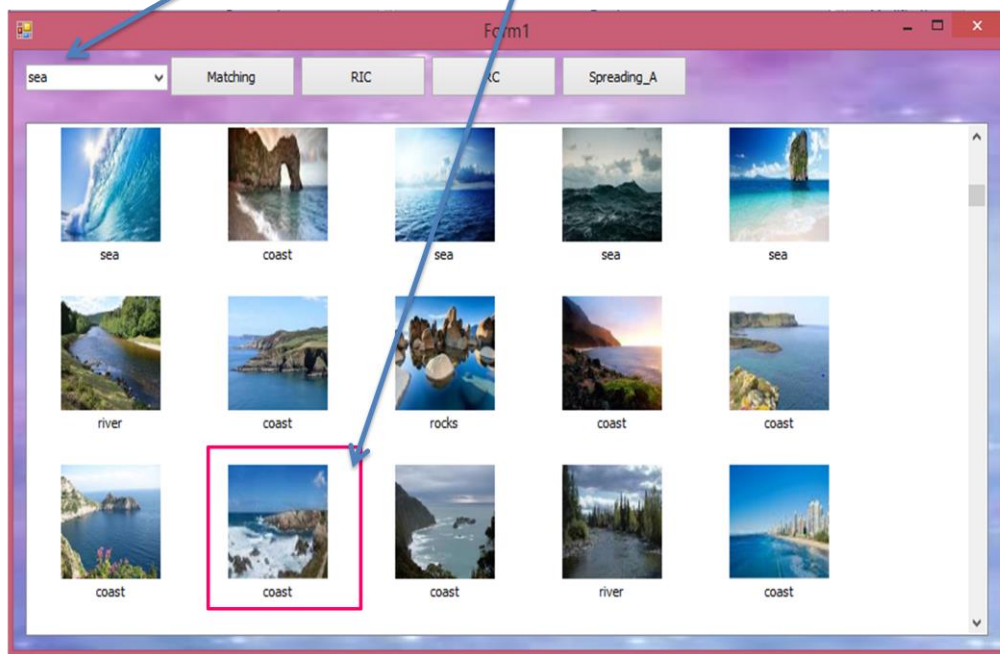 Form1
sea Matching RIC RC Spreading_A
sea coast sea sea sea
river coast rocks coast coast
coast coast coast river coast